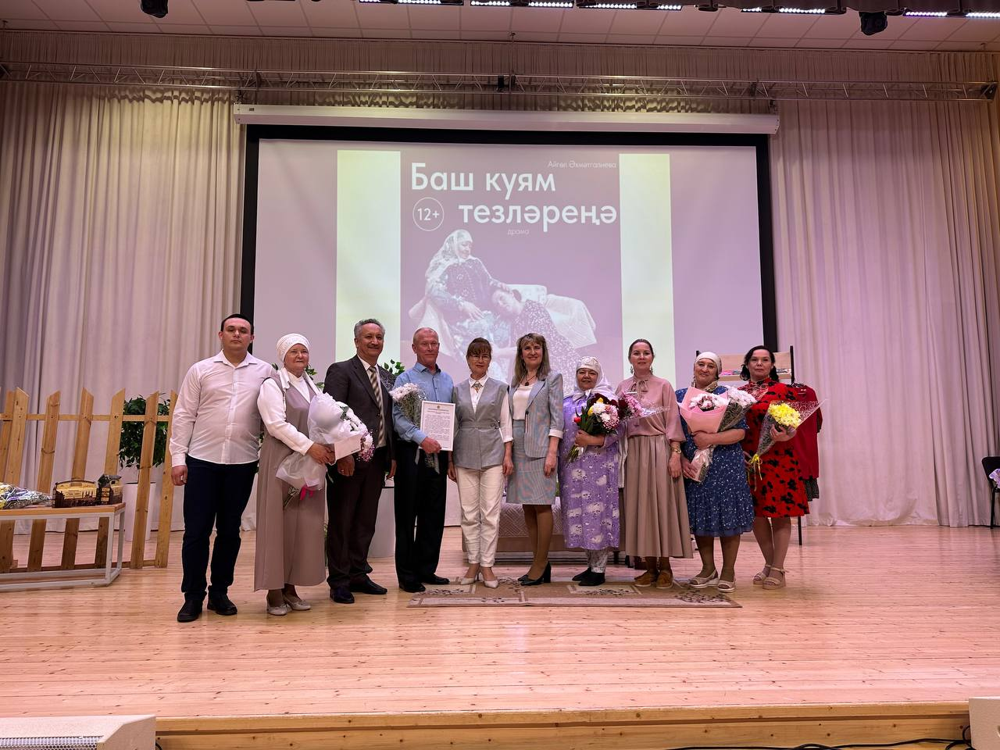 Айгөл Әхмәтгалиева
Баш куям
12+
тезләреңә
драма